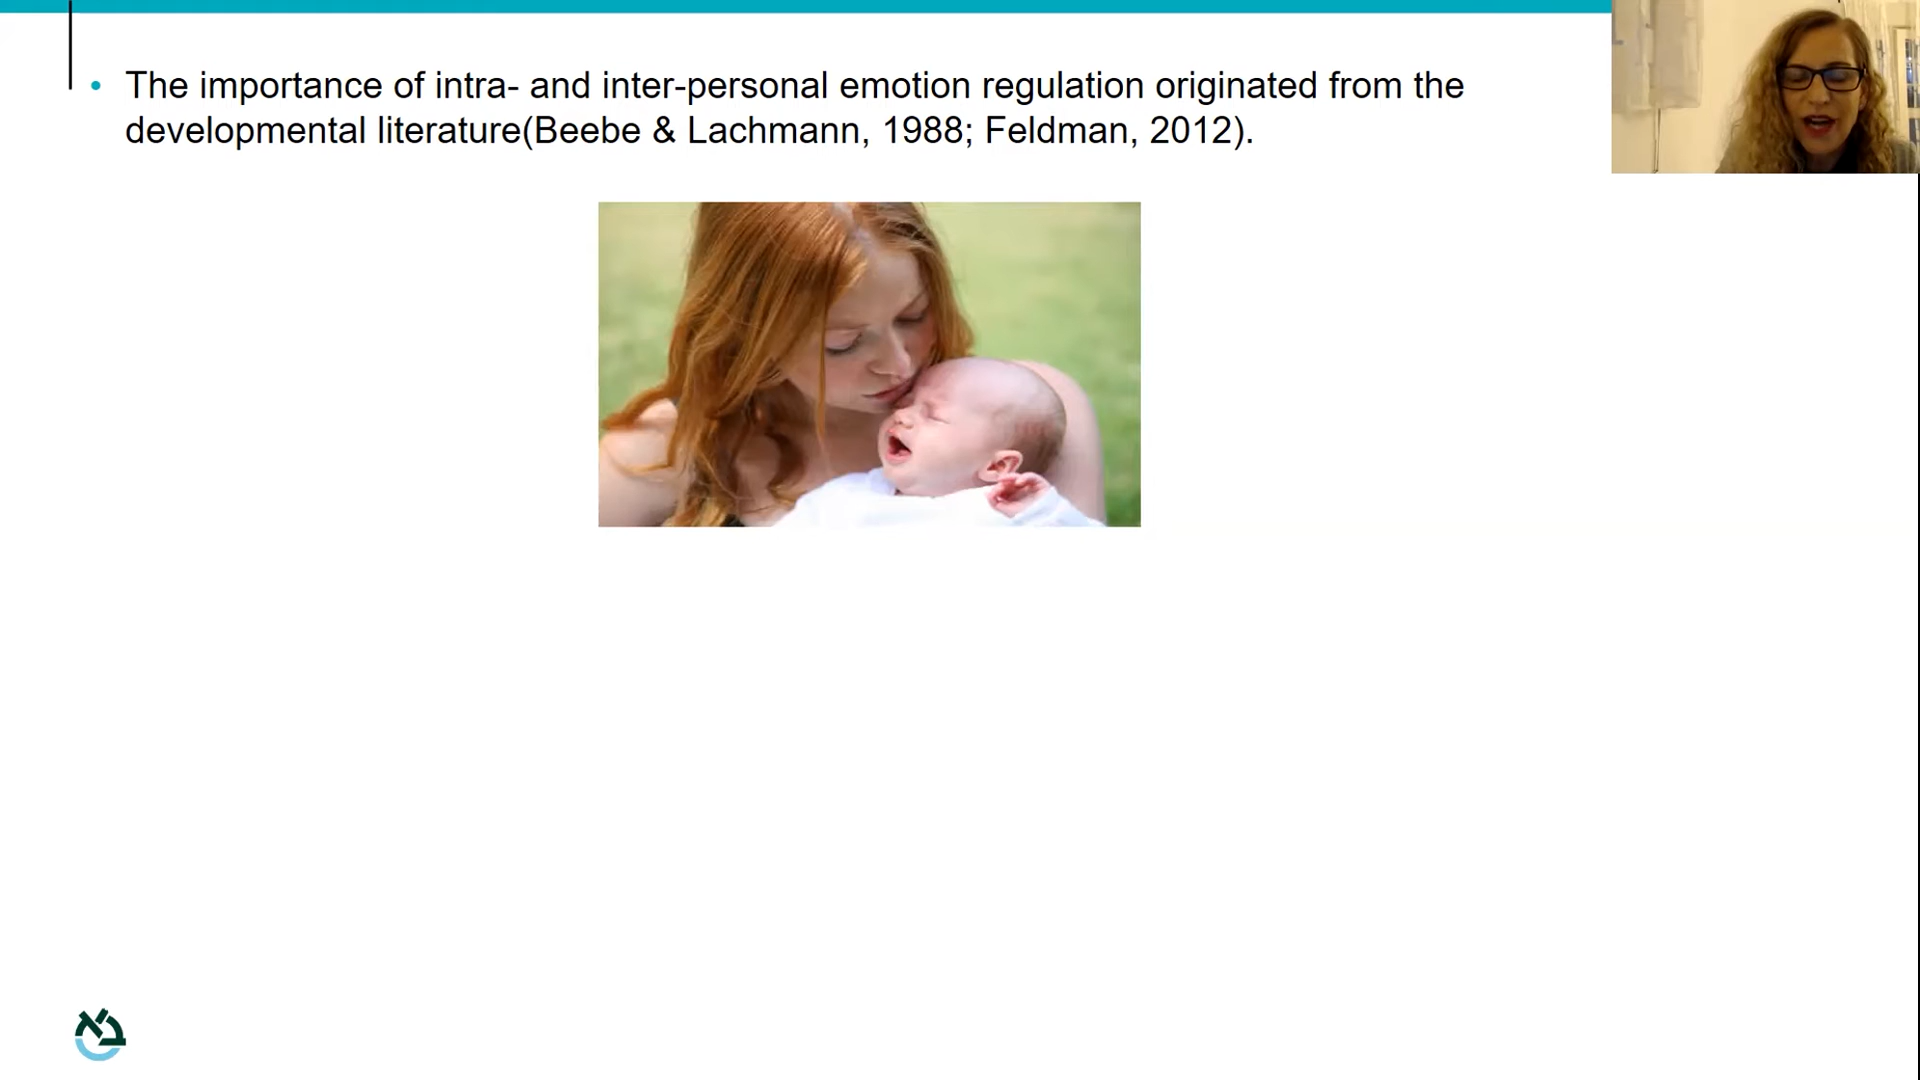 • The importance of intra- and inter-personal emotion regulation originated from the
developmental literature(Beebe & Lachmann, 1988; Feldman, 2012).